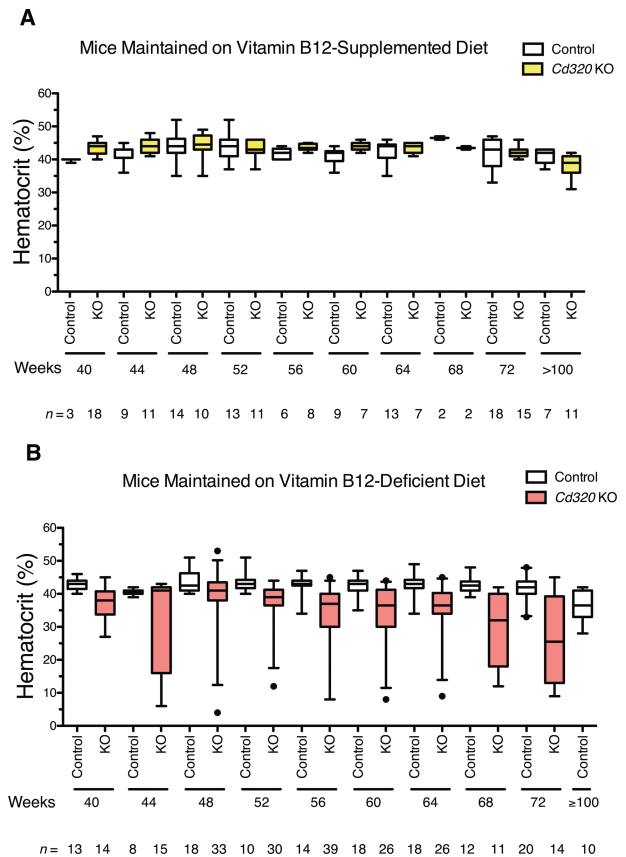 A
Mice Maintained on Vitamin B12-Supplemented Diet
Control
Cd320 KO
Hematocrit (%)
60
50
40
30
20
10
0
Control KO Control KO Control KO Control KO Control KO Control KO Control KO Control KO Control KO Control KO
Weeks 40 44 48 52 56 60 64 68 72 >100
n = 3 18 9 11 14 10 13 11 6 8 9 7 13 7 2 2 18 15 7 11
B
Mice Maintained on Vitamin B12-Deficient Diet
Control
Cd320 KO
Hematocrit (%)
60
50
40
30
20
10
0
Control KO Control KO Control KO Control KO Control KO Control KO Control KO Control KO Control KO Control
Weeks 40 44 48 52 56 60 64 68 72 ≥100
n = 13 14 8 15 18 33 10 30 14 39 18 26 18 26 12 11 20 14 10